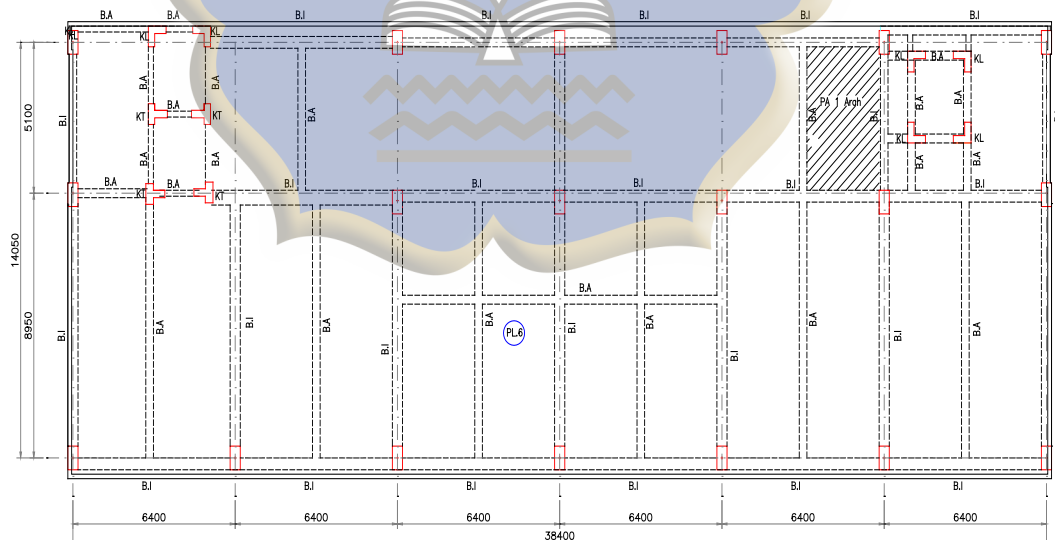 B.A B.A B.I B.I B.I B.I B.I
KL KL
KL KL B.A KL
B.A B.A B.A B.A B.A
5100 B.I B.A PA 1 Argh B.I
B.A
KT KT
KL KL
B.A B.A B.A B.A
B.A B.A B.I B.I B.I B.I B.I
KT KT
14050
8950
B.A
B.I B.A B.I B.A B.I B.A PL.6 B.I B.A B.I B.A B.I B.A
B.I B.I B.I B.I B.I B.I
6400 6400 6400 6400 6400 6400
38400